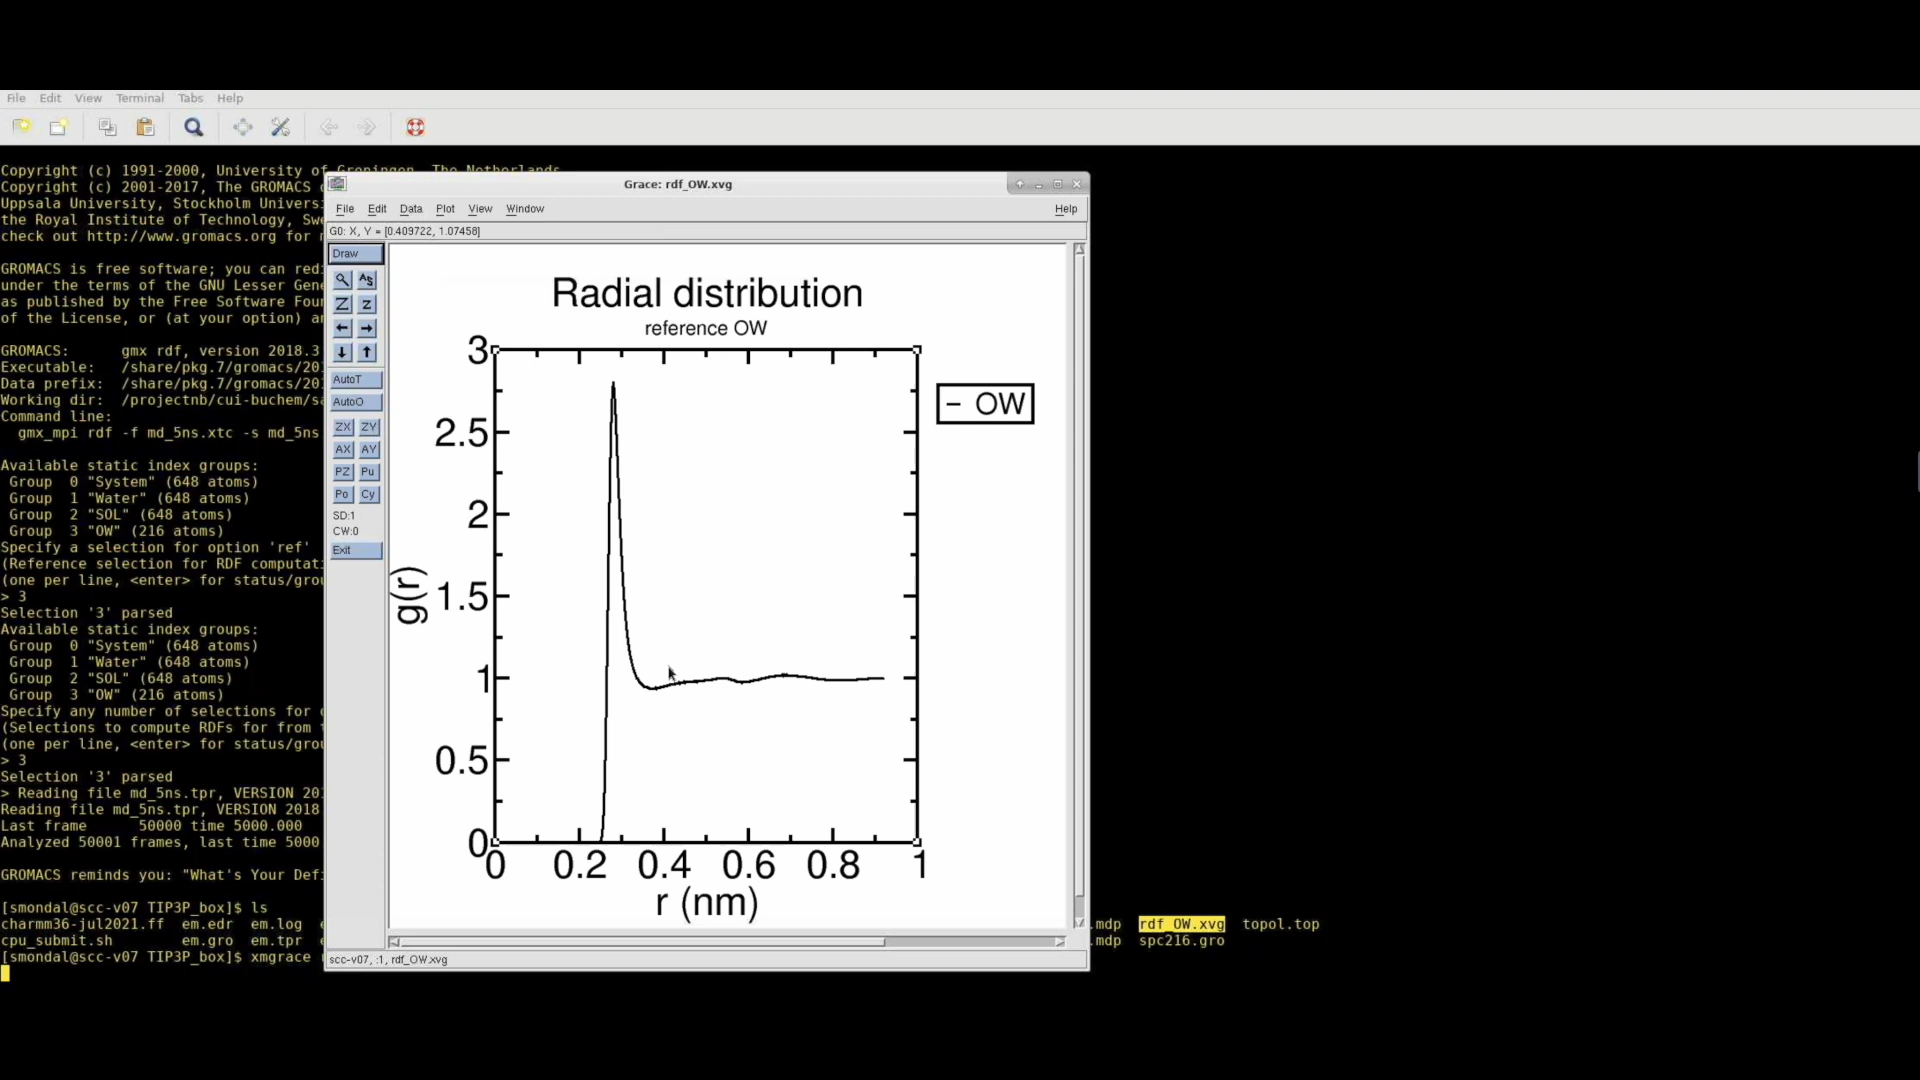 File Edit View Terminal Tabs Help
Copyright (c) 1991-2000, University of Groningen, The Netherlands.
Copyright (c) 2001-2017, The GROMACS
Uppsala University, Stockholm
the Royal Institute of Technology,
check out http://www.gromacs.org for
GROMACS is free software; you can
under the terms of the GNU Lesser
as published by the Free Software
of the License, or (at your option)
GROMACS: gmx rdf, version 2018.3
Executable: /share/pkg.7/gromacs/
Data prefix: /share/pkg.7/gromacs/
Working dir: /projectnb/cui-buchem/
Command line:
gmx_mpi rdf -f md_5ns.xtc -s md_5ns
Available static index groups:
Group 0 "System" (648 atoms)
Group 1 "Water" (648 atoms)
Group 2 "SOL" (648 atoms)
Group 3 "OW" (216 atoms)
Specify a selection for option 'ref'
(Reference selection for RDF
(one per line, <enter> for
> 3
Selection '3' parsed
Available static index groups:
Group 0 "System" (648 atoms)
Group 1 "Water" (648 atoms)
Group 2 "SOL" (648 atoms)
Group 3 "OW" (216 atoms)
Specify any number of selections for
(Selections to compute RDFs for from
(one per line, <enter> for
> 3
Selection '3' parsed
> Reading file md_5ns.tpr, VERSION
Reading file md_5ns.tpr, VERSION 2018
Last frame 50000 time 5000.000
Analyzed 50001 frames, last time 5000
GROMACS reminds you: "What's Your
[smondal@scc-v07 TIP3P_box]$ ls
charmm36-jul2021.ff em.edr em.log .mdp rdf_OW.xvg topol.top
cpu_submit.sh em.gro em.tpr .mdp spc216.gro
[smondal@scc-v07 TIP3P_box]$ xmgrace
Grace: rdf_OW.xvg
File Edit Data Plot View Window Help
G0: X, Y = [0.409722, 1.07458]
Draw
AS
Z z
AutoT
AutoO
ZX ZY
AX AY
PZ Pu
Po Cy
SD:1
CW:0
Exit
Radial distribution
reference OW
3
2.5
2
1.5
1
0.5
0
g(r)
0 0.2 0.4 0.6 0.8 1
r (nm)
OW
scc-v07, :1, rdf_OW.xvg